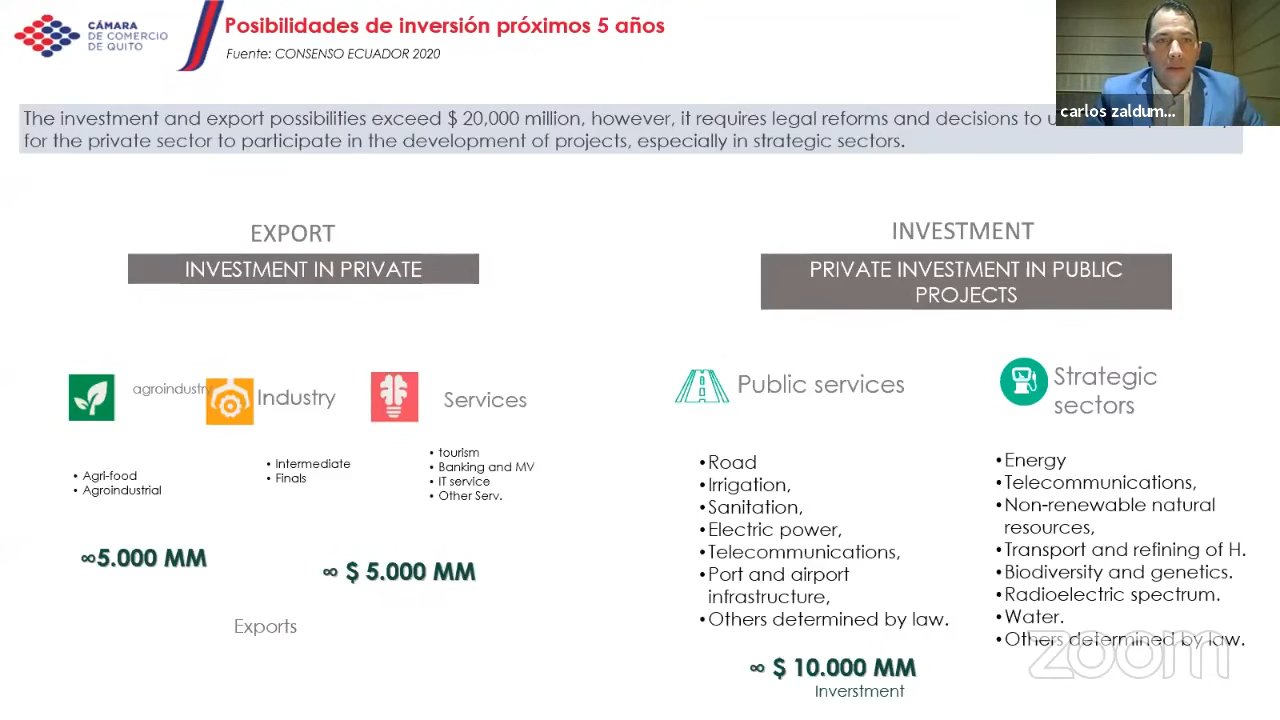 CÁMARA
DE COMERCIO
DE QUITO
Posibilidades de inversión próximos 5 años
Fuente: CONSENSO ECUADOR 2020
carlos zaldum...
The investment and export possibilities exceed $ 20,000 million, however, it requires legal reforms and decisions to
for the private sector to participate in the development of projects, especially in strategic sectors.
EXPORT
INVESTMENT IN PRIVATE
agroindustry
Industry
Services
• Agri-food
• Agroindustrial
• Intermediate
• Finals
• tourism
• Banking and MV
• IT service
• Other Serv.
∞5.000 MM
∞ $ 5.000 MM
Exports
INVESTMENT
PRIVATE INVESTMENT IN PUBLIC
PROJECTS
Public services
•Road
•Irrigation,
•Sanitation,
•Electric power,
•Telecommunications,
•Port and airport
infrastructure,
•Others determined by law.
Strategic
sectors
•Energy
•Telecommunications,
•Non-renewable natural
resources,
•Transport and refining of H.
•Biodiversity and genetics.
•Radioelectric spectrum.
•Water.
•Others determined by law.
∞ $ 10.000 MM
Inverstment
zoom